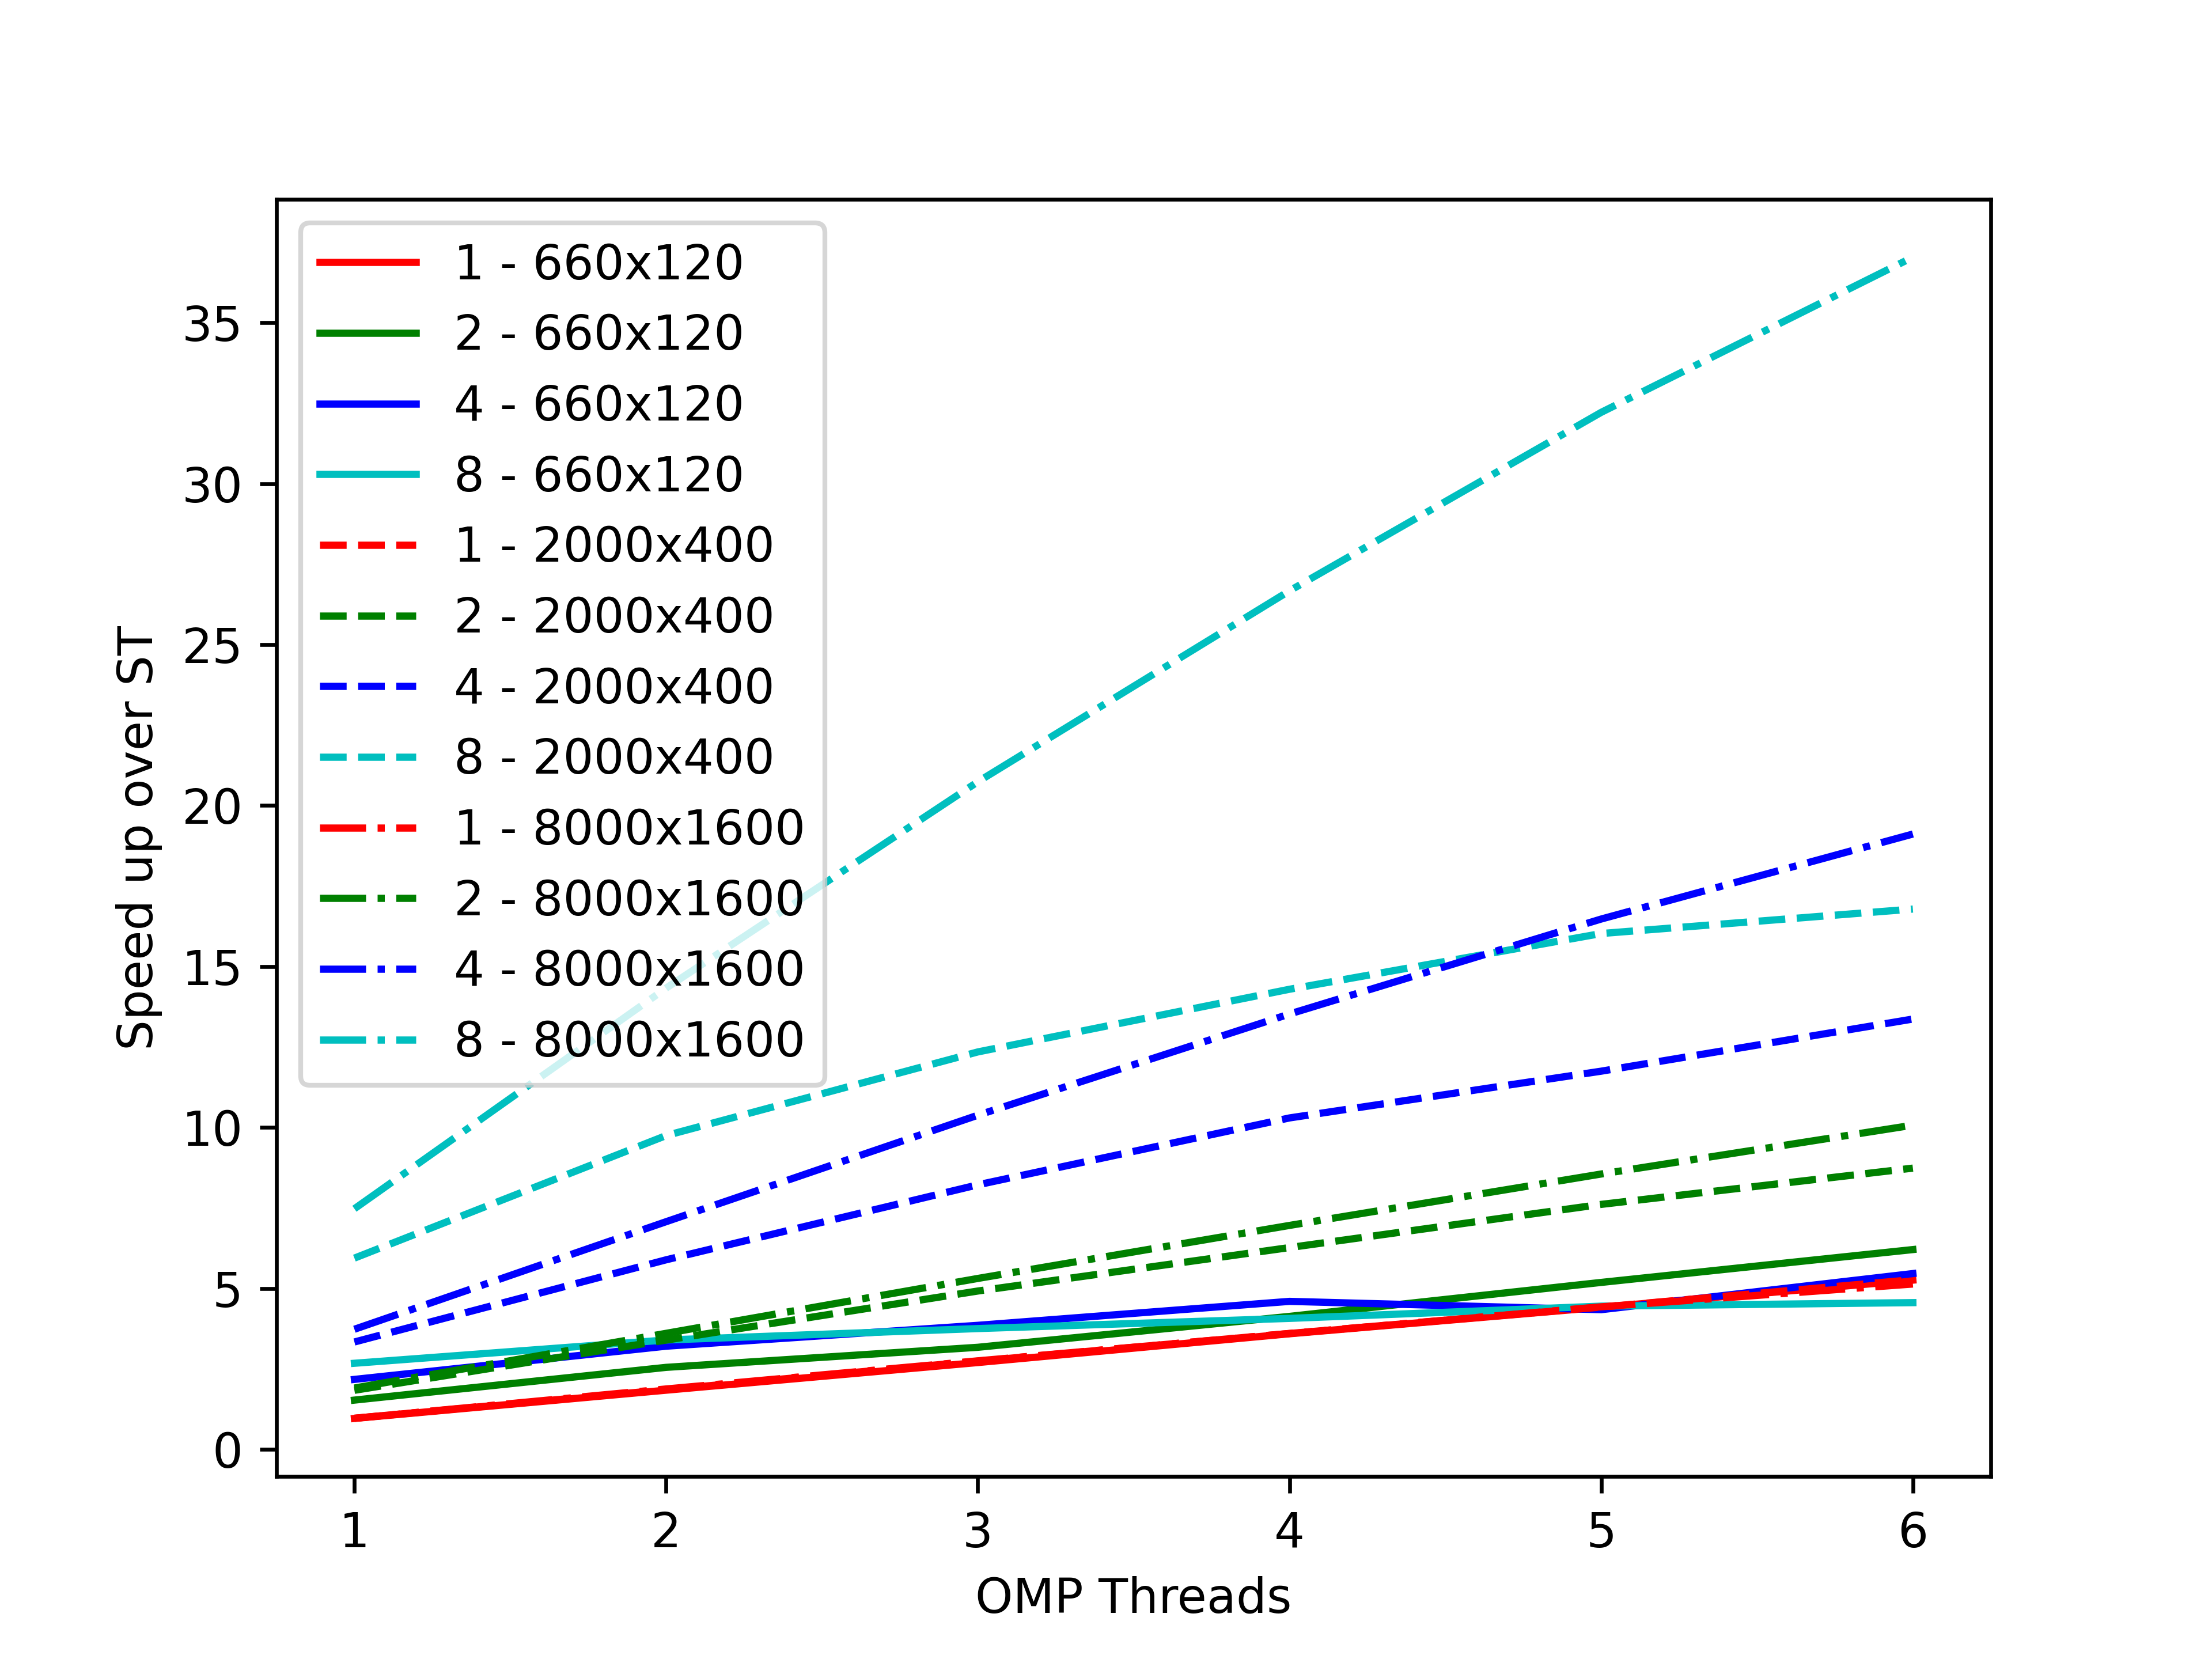 1 - 660x120
2 - 660x120
4 - 660x120
8 - 660x120
1 - 2000x400
2 - 2000x400
4 - 2000x400
8 - 2000x400
1 - 8000x1600
2 - 8000x1600
4 - 8000x1600
8 - 8000x1600
35
30
25
20
15
10
5
0
Speed up over ST
1 2 3 4 5 6
OMP Threads